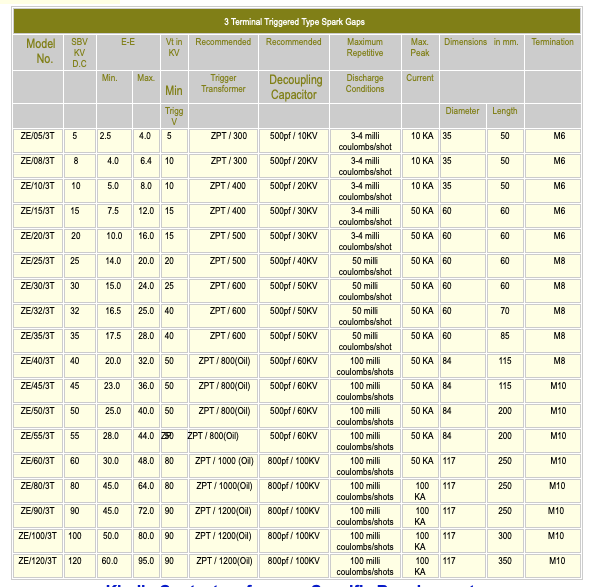 3 Terminal Triggered Type Spark Gaps
Model No. SBV KV D.C E-E Vt in KV Recommended Recommended Maximum Repetitive Max. Peak Dimensions in mm. Termination
Min. Max. Min Trigger Transformer Decoupling Capacitor Discharge Conditions Current
Trigg V Diameter Length
ZE/05/3T 5 2.5 4.0 5 ZPT / 300 500pf / 10KV 3-4 milli coulombs/shot 10 KA 35 50 M6
ZE/08/3T 8 4.0 6.4 10 ZPT / 300 500pf / 20KV 3-4 milli coulombs/shot 10 KA 35 50 M6
ZE/10/3T 10 5.0 8.0 10 ZPT / 400 500pf / 20KV 3-4 milli coulombs/shot 10 KA 35 50 M6
ZE/15/3T 15 7.5 12.0 15 ZPT / 400 500pf / 30KV 3-4 milli coulombs/shot 50 KA 60 60 M6
ZE/20/3T 20 10.0 16.0 15 ZPT / 500 500pf / 30KV 3-4 milli coulombs/shot 50 KA 60 60 M6
ZE/25/3T 25 14.0 20.0 20 ZPT / 500 500pf / 40KV 50 milli coulombs/shot 50 KA 60 60 M8
ZE/30/3T 30 15.0 24.0 25 ZPT / 600 500pf / 50KV 50 milli coulombs/shot 50 KA 60 60 M8
ZE/32/3T 32 16.5 25.0 40 ZPT / 600 500pf / 50KV 50 milli coulombs/shot 50 KA 60 70 M8
ZE/35/3T 35 17.5 28.0 40 ZPT / 600 500pf / 50KV 50 milli coulombs/shot 50 KA 60 85 M8
ZE/40/3T 40 20.0 32.0 50 ZPT / 800(Oil) 500pf / 60KV 100 milli coulombs/shots 50 KA 84 115 M8
ZE/45/3T 45 23.0 36.0 50 ZPT / 800(Oil) 500pf / 60KV 100 milli coulombs/shots 50 KA 84 115 M10
ZE/50/3T 50 25.0 40.0 50 ZPT / 800(Oil) 500pf / 60KV 100 milli coulombs/shots 50 KA 84 200 M10
ZE/55/3T 55 28.0 44.0 50 ZPT / 800(Oil) 500pf / 60KV 100 milli coulombs/shots 50 KA 84 200 M10
ZE/60/3T 60 30.0 48.0 80 ZPT / 1000 (Oil) 800pf / 100KV 100 milli coulombs/shots 50 KA 117 250 M10
ZE/80/3T 80 45.0 64.0 80 ZPT / 1000(Oil) 800pf / 100KV 100 milli coulombs/shots 100 KA 117 250 M10
ZE/90/3T 90 45.0 72.0 90 ZPT / 1200(Oil) 800pf / 100KV 100 milli coulombs/shots 100 KA 117 250 M10
ZE/100/3T 100 50.0 80.0 90 ZPT / 1200(Oil) 800pf / 100KV 100 milli coulombs/shots 100 KA 117 300 M10
ZE/120/3T 120 60.0 95.0 90 ZPT / 1200(Oil) 800pf / 100KV 100 milli coulombs/shots 100 KA 117 350 M10